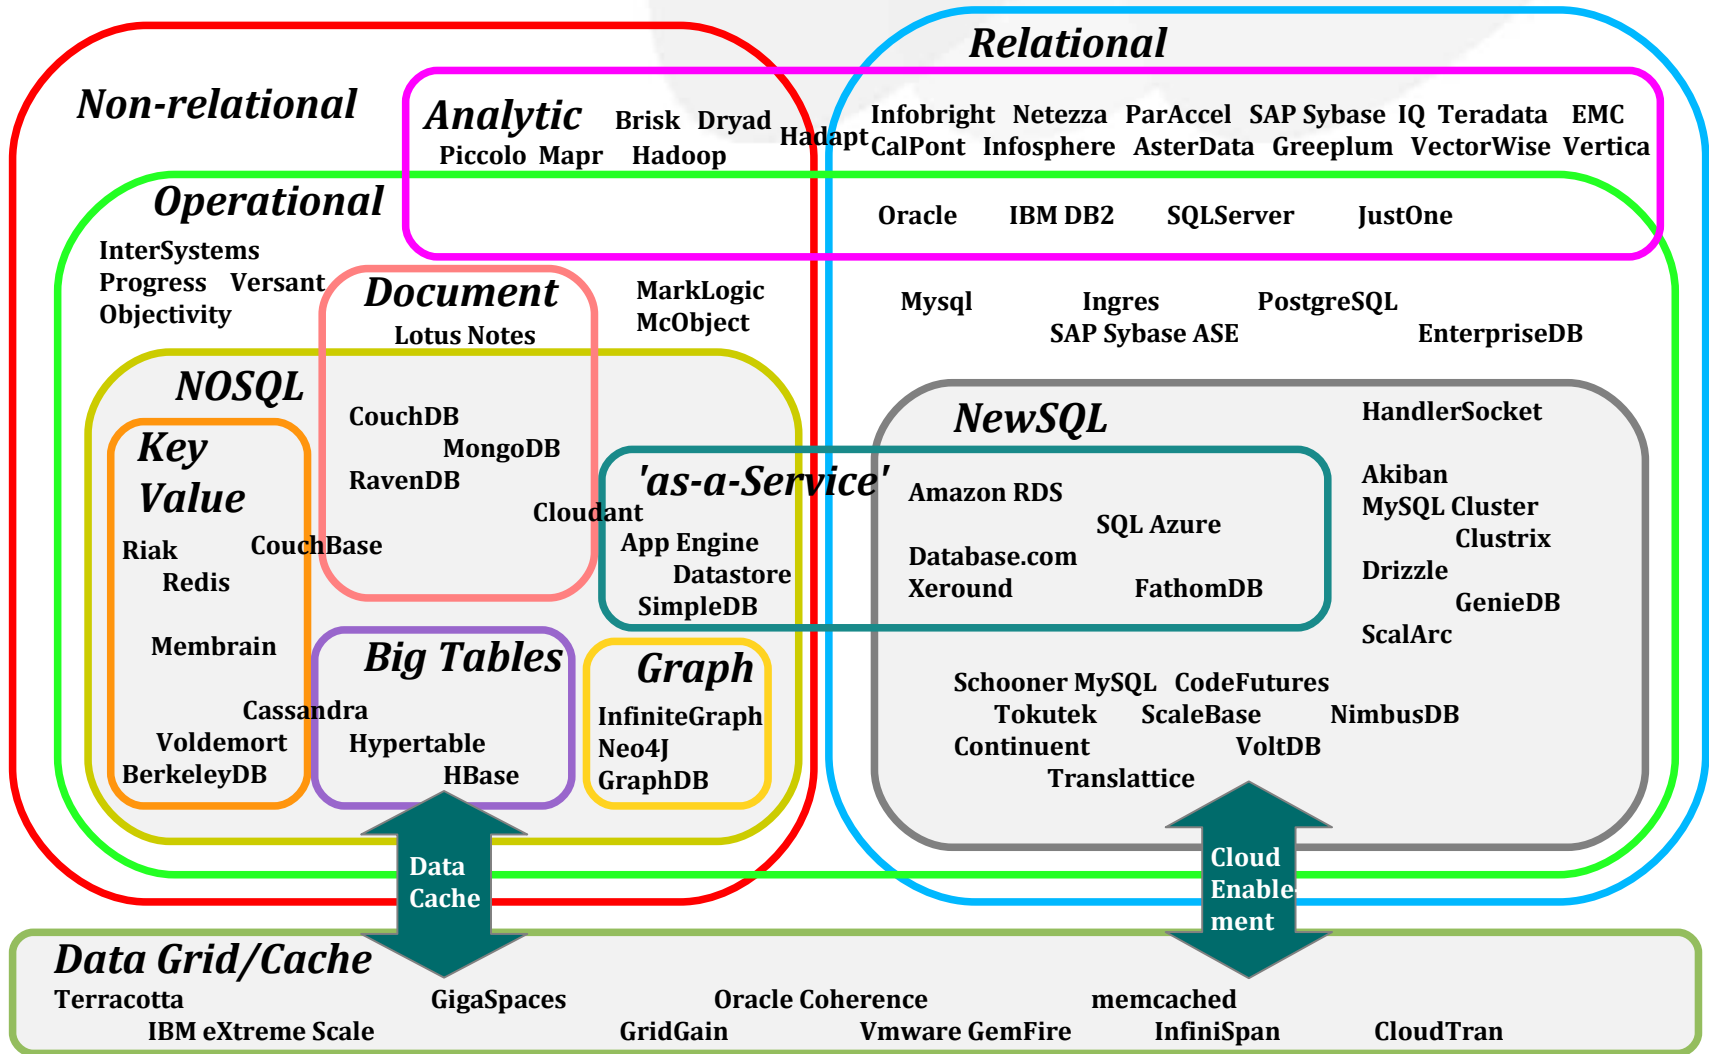 Relational
Non-relational
Analytic Brisk Dryad
Piccolo Mapr Hadoop
Hadapt
Infobright Netezza ParAccel SAP Sybase IQ Teradata EMC
CalPont Infosphere AsterData Greeplum VectorWise Vertica
Operational
Oracle IBM DB2 SQLServer JustOne
InterSystems
Progress Versant
Objectivity
Document
Lotus Notes
MarkLogic
McObject
Mysql Ingres PostgreSQL
SAP Sybase ASE EnterpriseDB
NOSQL
CouchDB
MongoDB
RavenDB
Cloudant
Key
Value
Riak CouchBase
Redis
Membrain
Cassandra
Voldemort
BerkeleyDB
Big Tables
Hypertable
HBase
Graph
InfiniteGraph
Neo4J
GraphDB
'as-a-Service'
App Engine
Datastore
SimpleDB
NewSQL
Amazon RDS
SQL Azure
Database.com
Xeround FathomDB
HandlerSocket
Akiban
MySQL Cluster
Clustrix
Drizzle
GenieDB
ScalArc
Schooner MySQL CodeFutures
Tokutek ScaleBase NimbusDB
Continuent VoltDB
Translattice
Data
Cache
Cloud
Enable-
ment
Data Grid/Cache
Terracotta GigaSpaces Oracle Coherence memcached
IBM eXtreme Scale GridGain Vmware GemFire InfiniSpan CloudTran